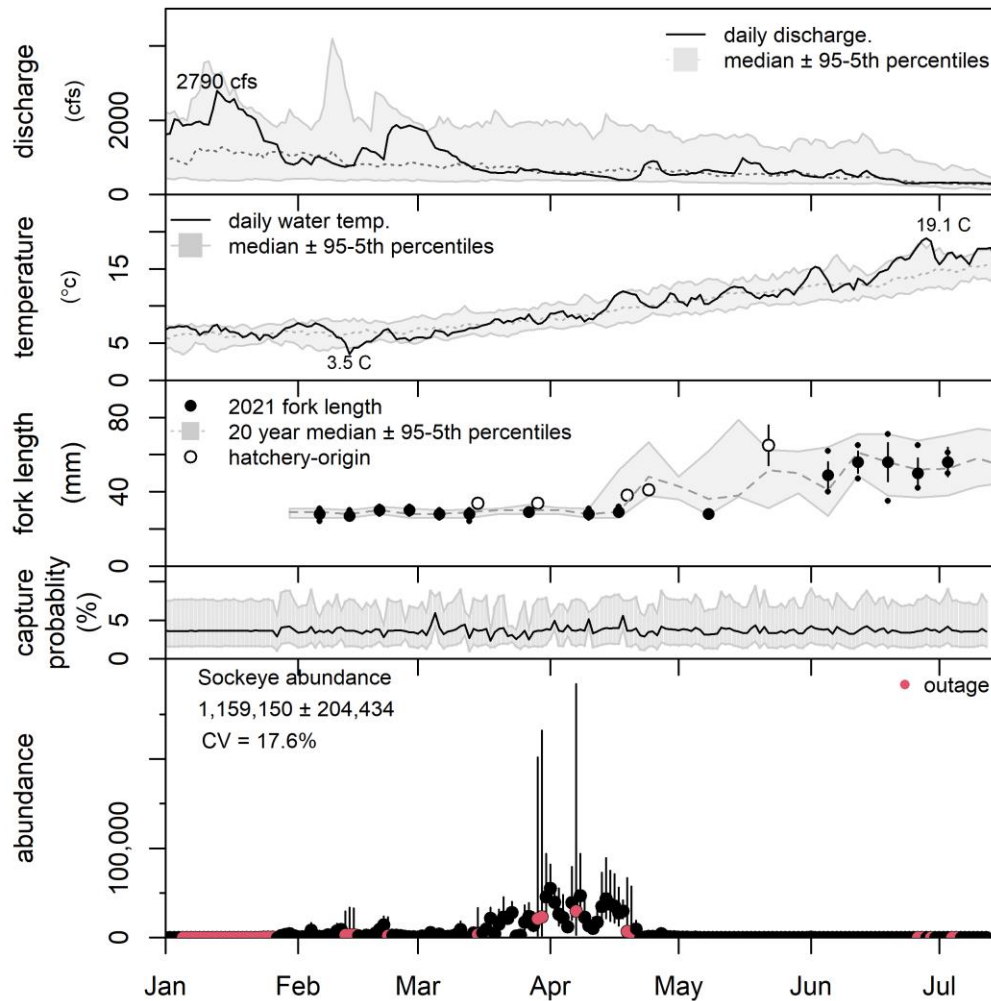 discharge
(cfs)
2000
0
2790 cfs
daily discharge.
median ± 95-5th percentiles
temperature
(°c)
15
5
0
daily water temp.
median ± 95-5th percentiles
3.5 C
19.1 C
fork length
(mm)
80
40
0
2021 fork length
20 year median ± 95-5th percentiles
hatchery-origin
capture
probablity
(%)
5
0
abundance
100,000
0
Sockeye abundance
1,159,150 ± 204,434
CV = 17.6%
outage
Jan Feb Mar Apr May Jun Jul